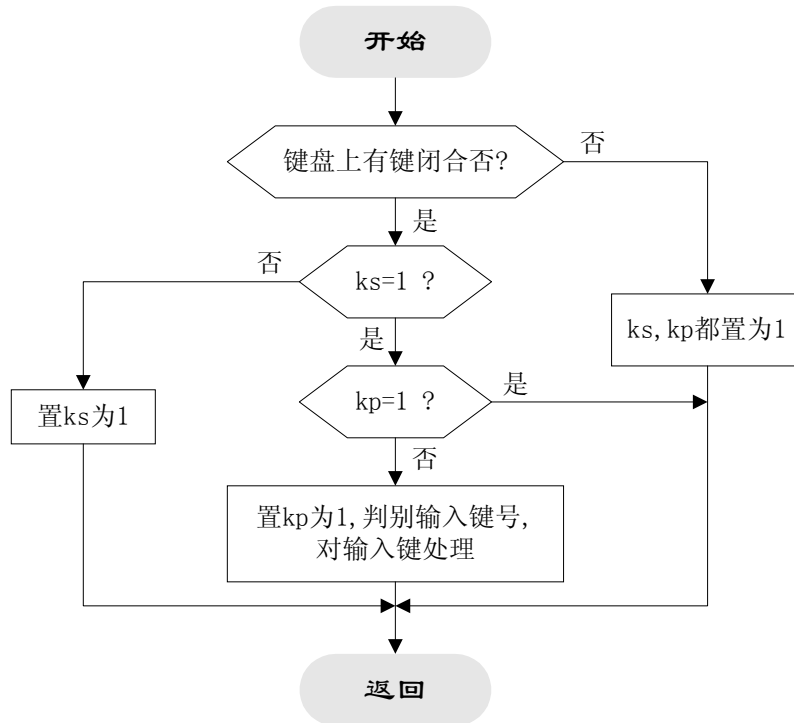 开始
键盘上有键闭合否?
否
是
否
ks=1 ?
ks,kp都置为1
是
置ks为1
kp=1 ?
是
否
置kp为1,判别输入键号,
对输入键处理
返回